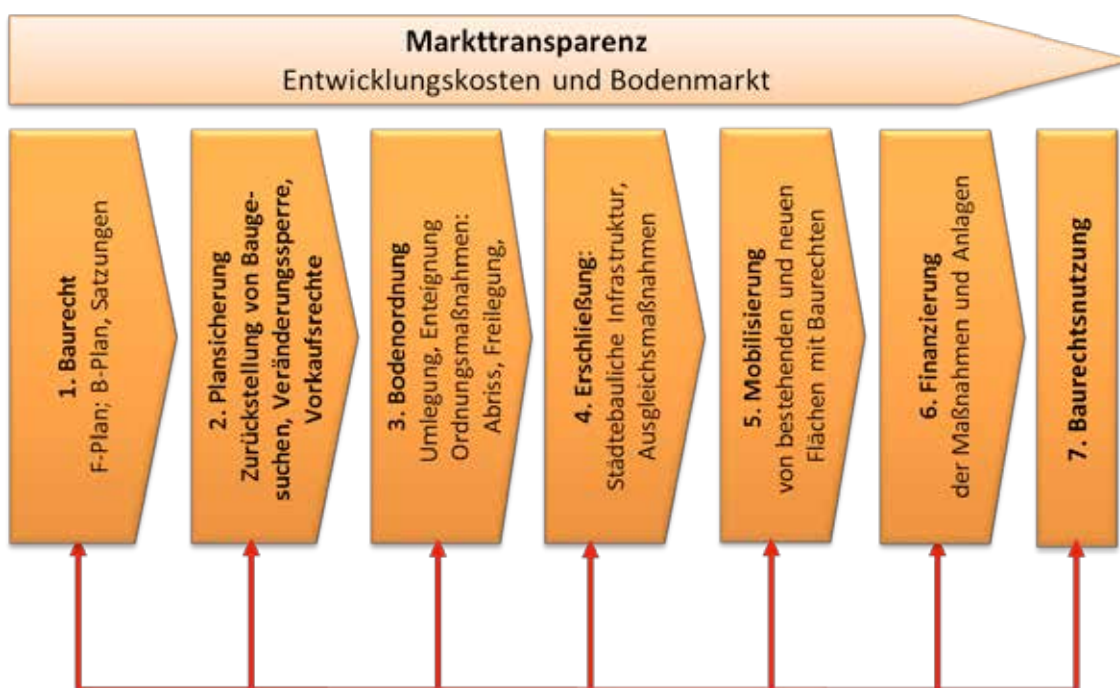 Markttransparenz
Entwicklungskosten und Bodenmarkt
1. Baurecht
F-Plan; B-Plan, Satzungen
2. Plansicherung
Zurückstellung von Bauge-
suchen, Veränderungssperre,
Vorkaufsrechte
3. Bodenordnung
Umlegung, Enteignung
Ordnungsmaßnahmen:
Abriss, Freilegung,
4. Erschließung:
Städtebauliche Infrastruktur,
Ausgleichsmaßnahmen
5. Mobilisierung
von bestehenden und neuen
Flächen mit Baurechten
6. Finanzierung
der Maßnahmen und Anlagen
7. Baurechtsnutzung